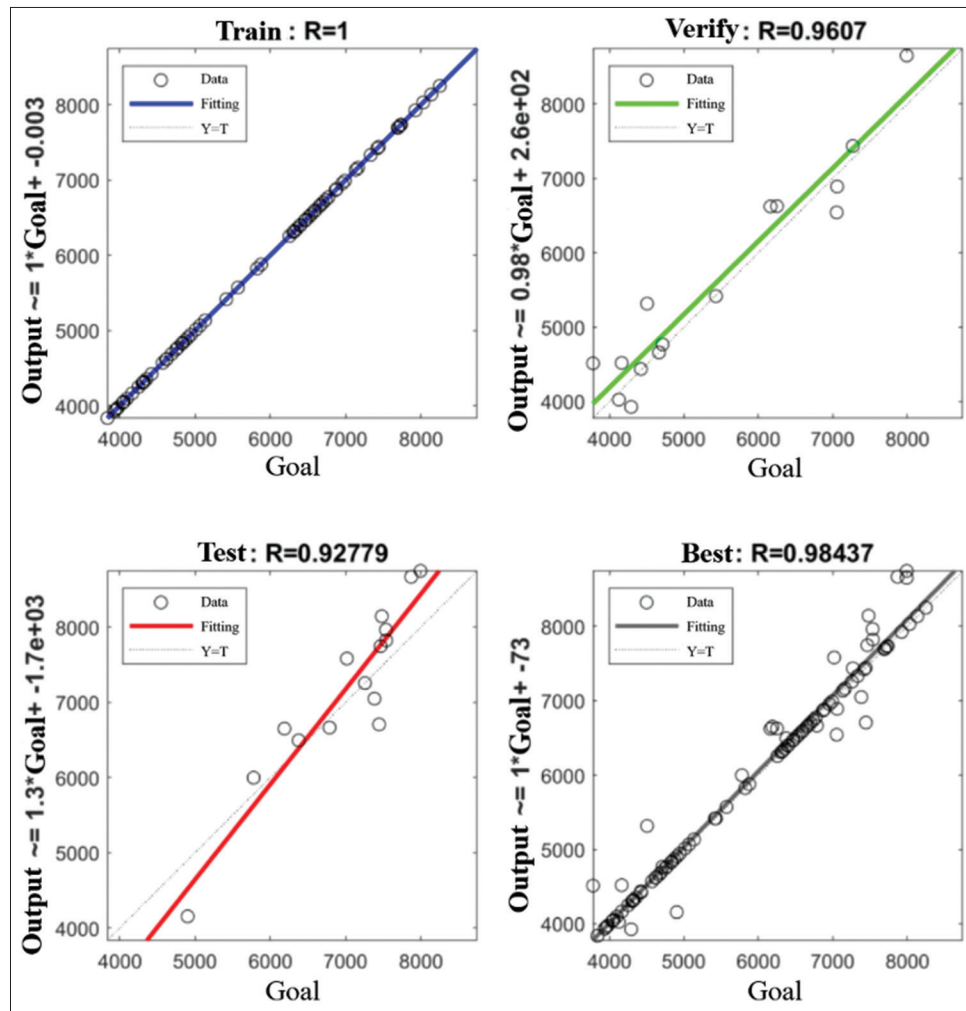 Train : R=1
Data
Fitting
Y=T
Output ~= 1*Goal+ -0.003
8000
7000
6000
5000
4000
4000 5000 6000 7000 8000
Goal
Verify: R=0.9607
Data
Fitting
Y=T
Output ~= 0.98*Goal+ 2.6e+02
8000
7000
6000
5000
4000
4000 5000 6000 7000 8000
Goal
Test: R=0.92779
Data
Fitting
Y=T
Output ~= 1.3*Goal+ -1.7e+03
8000
7000
6000
5000
4000
4000 5000 6000 7000 8000
Goal
Best: R=0.98437
Data
Fitting
Y=T
Output ~= 1*Goal+ -73
8000
7000
6000
5000
4000
4000 5000 6000 7000 8000
Goal